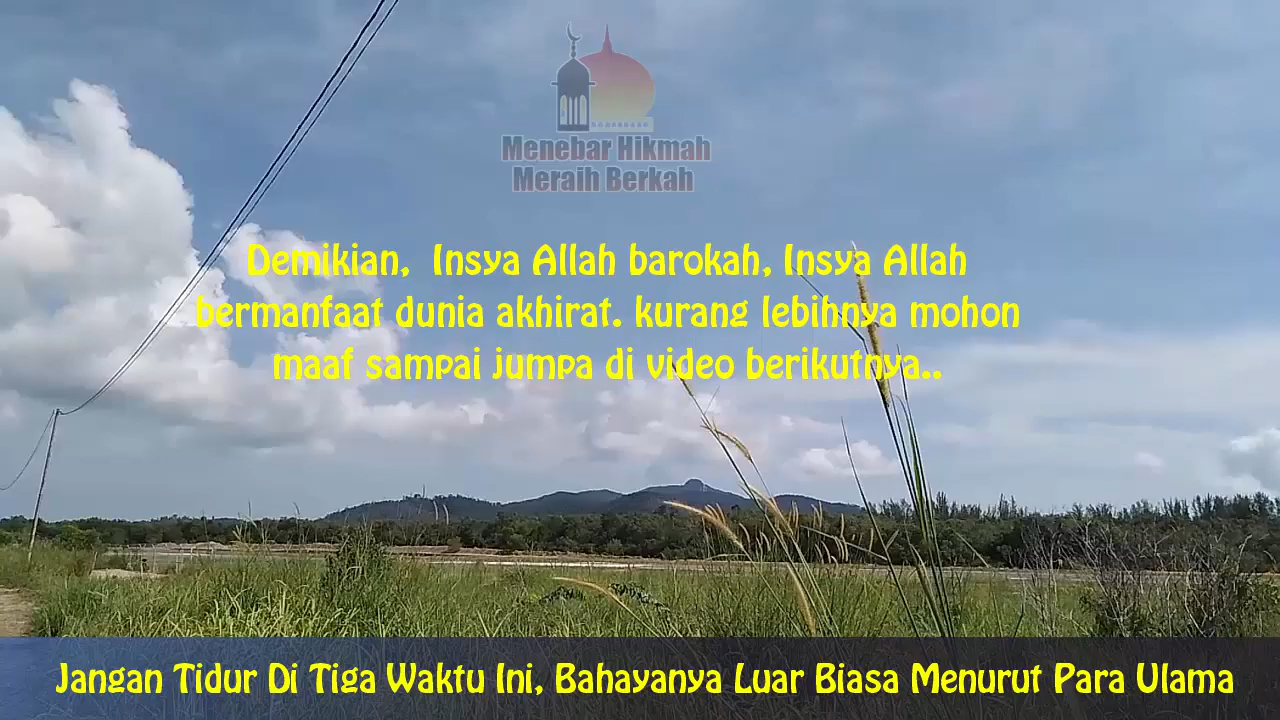 Menebar Hikmah
Meraih Berkah
Demikian,  Insya Allah barokah, Insya Allah
bermanfaat dunia akhirat. kurang lebihnya mohon
maaf sampai jumpa di video berikutnya..
Jangan Tidur Di Tiga Waktu Ini, Bahayanya Luar Biasa Menurut Para Ulama